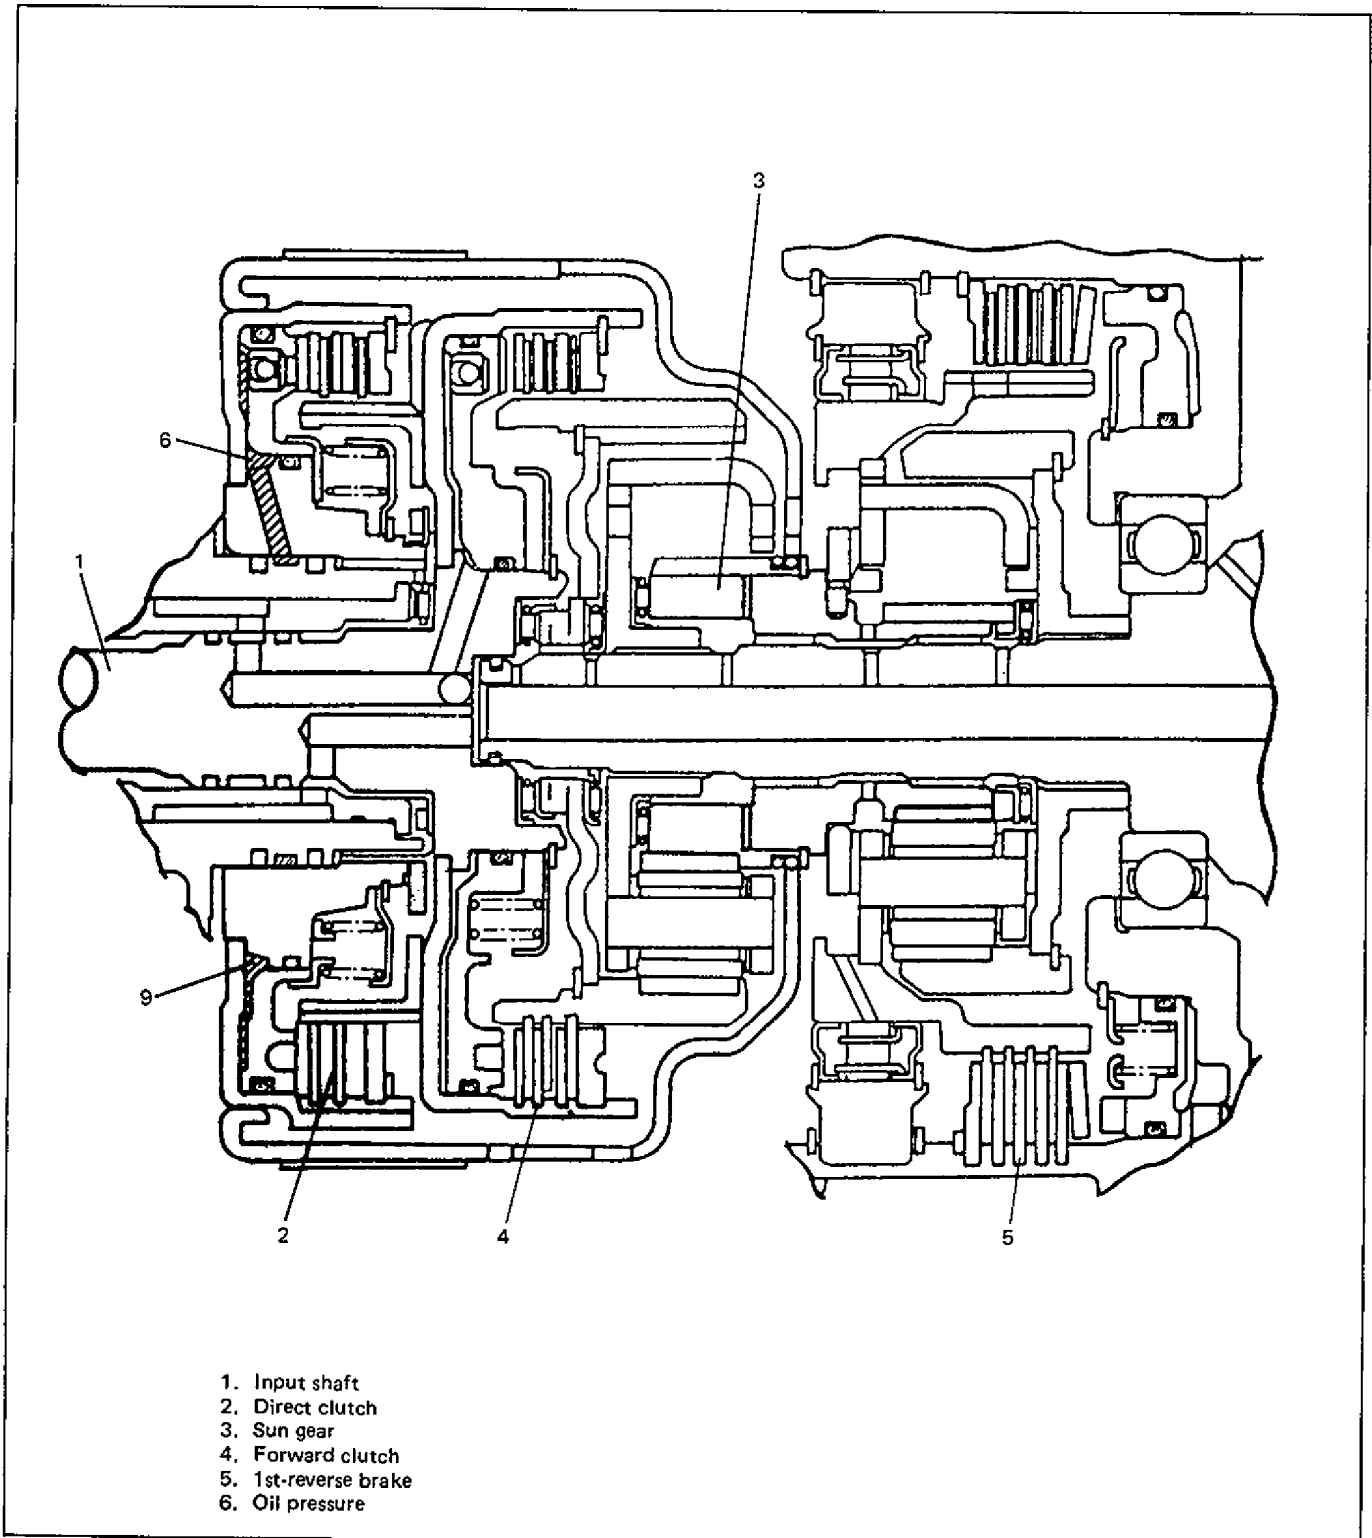 3
6
1
9
2
4
5
1. Input shaft
2. Direct clutch
3. Sun gear
4. Forward clutch
5. 1st-reverse brake
6. Oil pressure